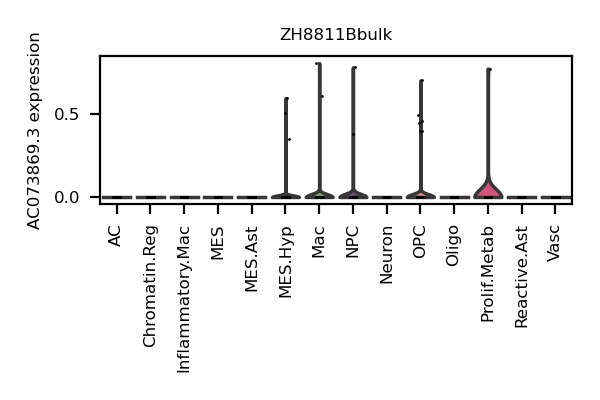 ZH8811Bbulk
AC073869.3 expression
0.5
0.0
AC
Chromatin.Reg
Inflammatory.Mac
MES
MES.Ast
MES.Hyp
Mac
NPC
Neuron
OPC
Oligo
Prolif.Metab
Reactive.Ast
Vasc